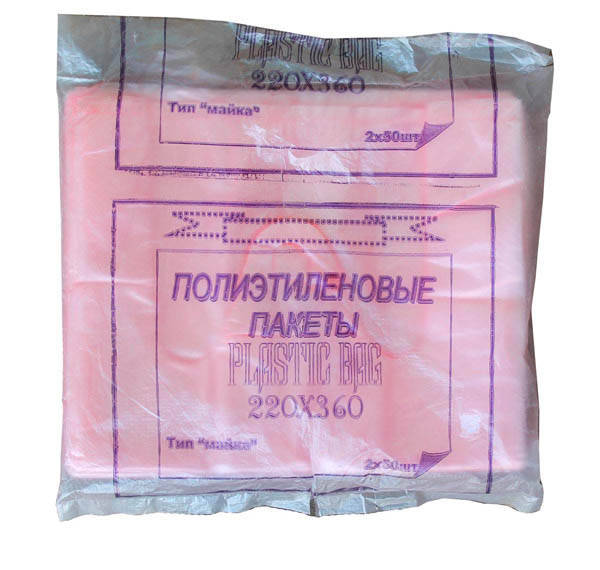 PLASTIC BAG
220X360
Тип "майка"
2x50шт.
ПОЛИЭТИЛЕНОВЫЕ
ПАКЕТЫ
PLASTIC BAG
220X360
Тип "майка"
2x50шт.